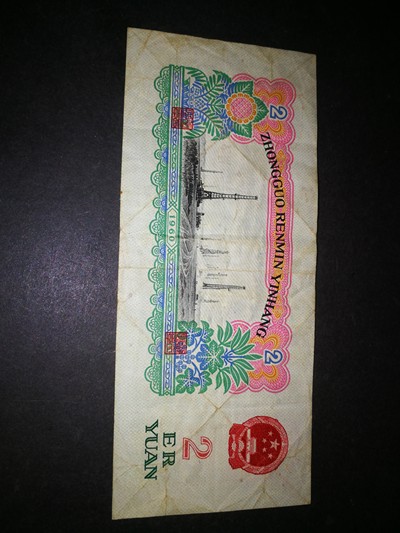 2
ZHONGGUO RENMIN YINHANG
2
1960
2
ER
YUAN